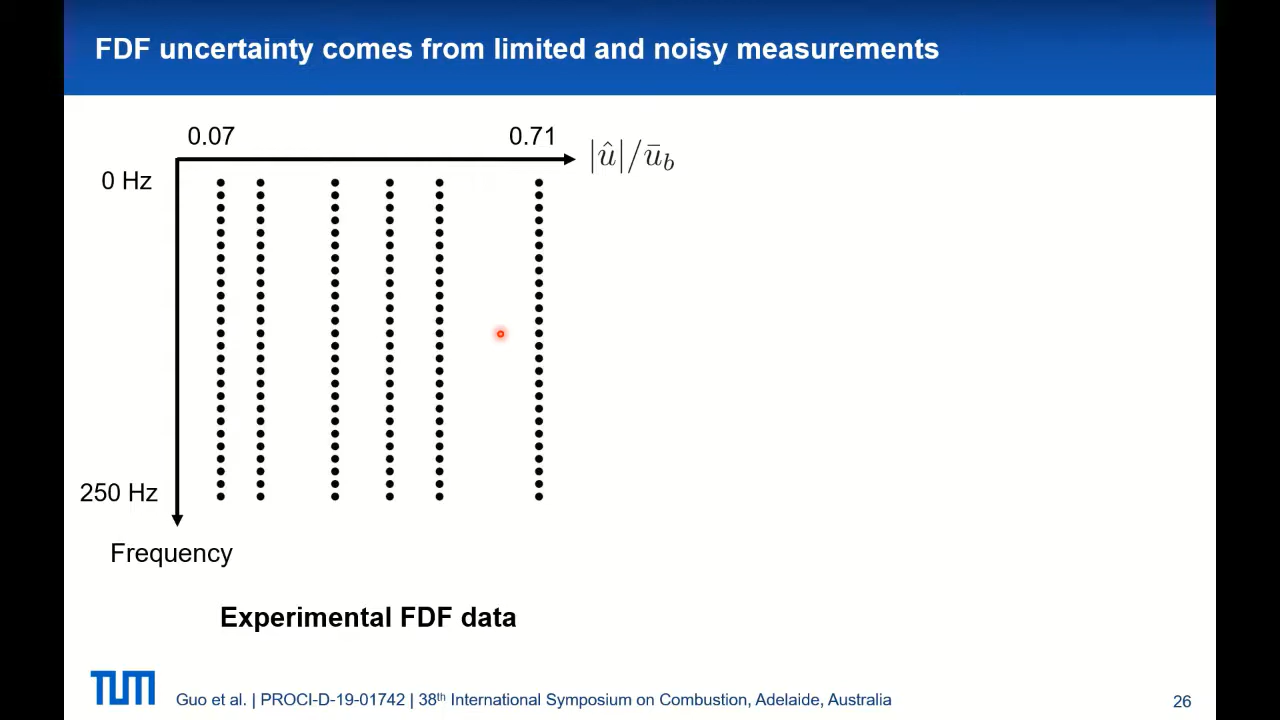 FDF uncertainty comes from limited and noisy measurements
0.07
0.71
|û|/ū_b
0 Hz
250 Hz
Frequency
Experimental FDF data
TUM
Guo et al. | PROCI-D-19-01742 | 38th International Symposium on Combustion, Adelaide, Australia
26